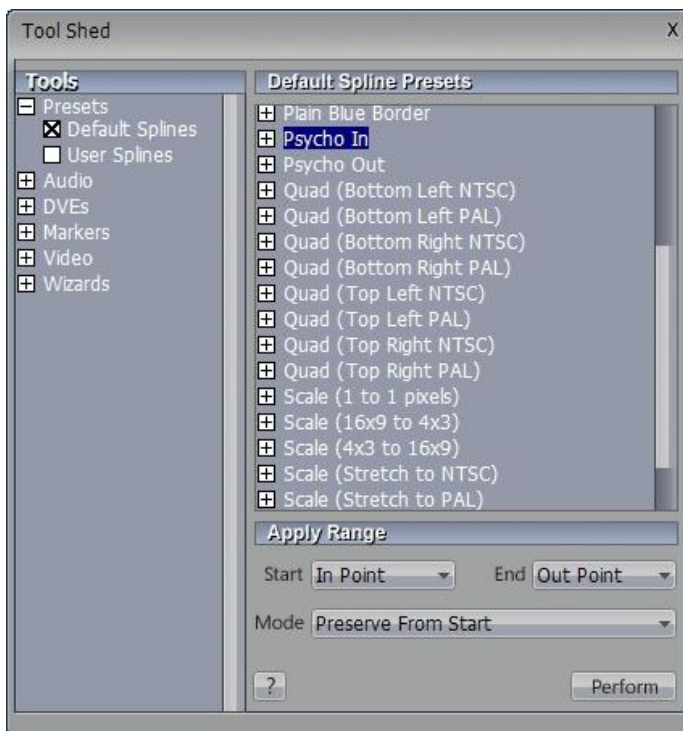 Tool Shed X
Tools
Presets
Default Splines
User Splines
Audio
DVEs
Markers
Video
Wizards
Default Spline Presets
Plain Blue Border
Psycho In
Psycho Out
Quad (Bottom Left NTSC)
Quad (Bottom Left PAL)
Quad (Bottom Right NTSC)
Quad (Bottom Right PAL)
Quad (Top Left NTSC)
Quad (Top Left PAL)
Quad (Top Right NTSC)
Quad (Top Right PAL)
Scale (1 to 1 pixels)
Scale (16x9 to 4x3)
Scale (4x3 to 16x9)
Scale (Stretch to NTSC)
Scale (Stretch to PAL)
Apply Range
Start In Point End Out Point
Mode Preserve From Start
? Perform